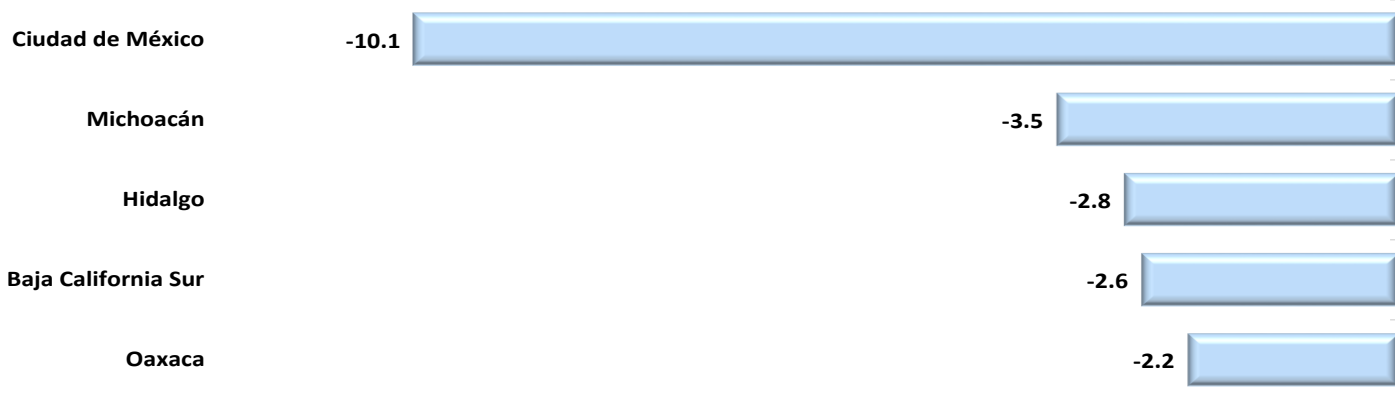 Ciudad de México -10.1
Michoacán -3.5
Hidalgo -2.8
Baja California Sur -2.6
Oaxaca -2.2